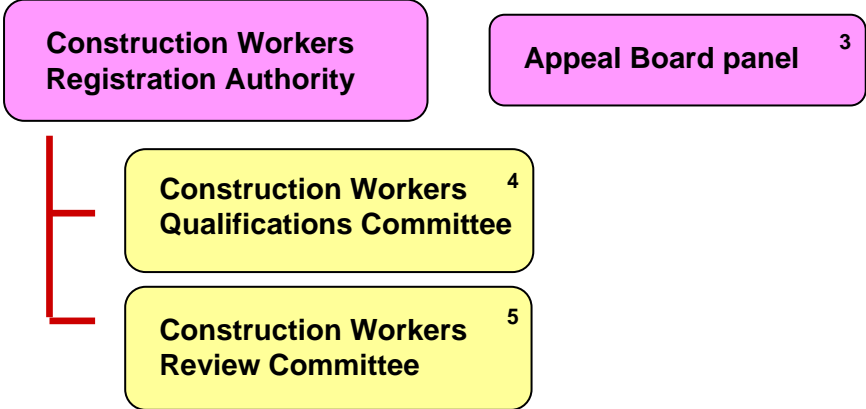 Construction Workers
Registration Authority
Appeal Board panel 3
Construction Workers 4
Qualifications Committee
Construction Workers 5
Review Committee